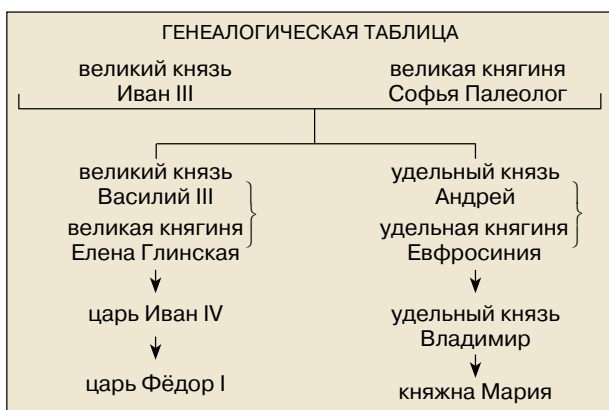 ГЕНЕАЛОГИЧЕСКАЯ ТАБЛИЦА
великий князь
Иван III
великая княгиня
Софья Палеолог
великий князь
Василий III
великая княгиня
Елена Глинская
царь Иван IV
царь Фёдор I
удельный князь
Андрей
удельная княгиня
Евфросиния
удельный князь
Владимир
княжна Мария